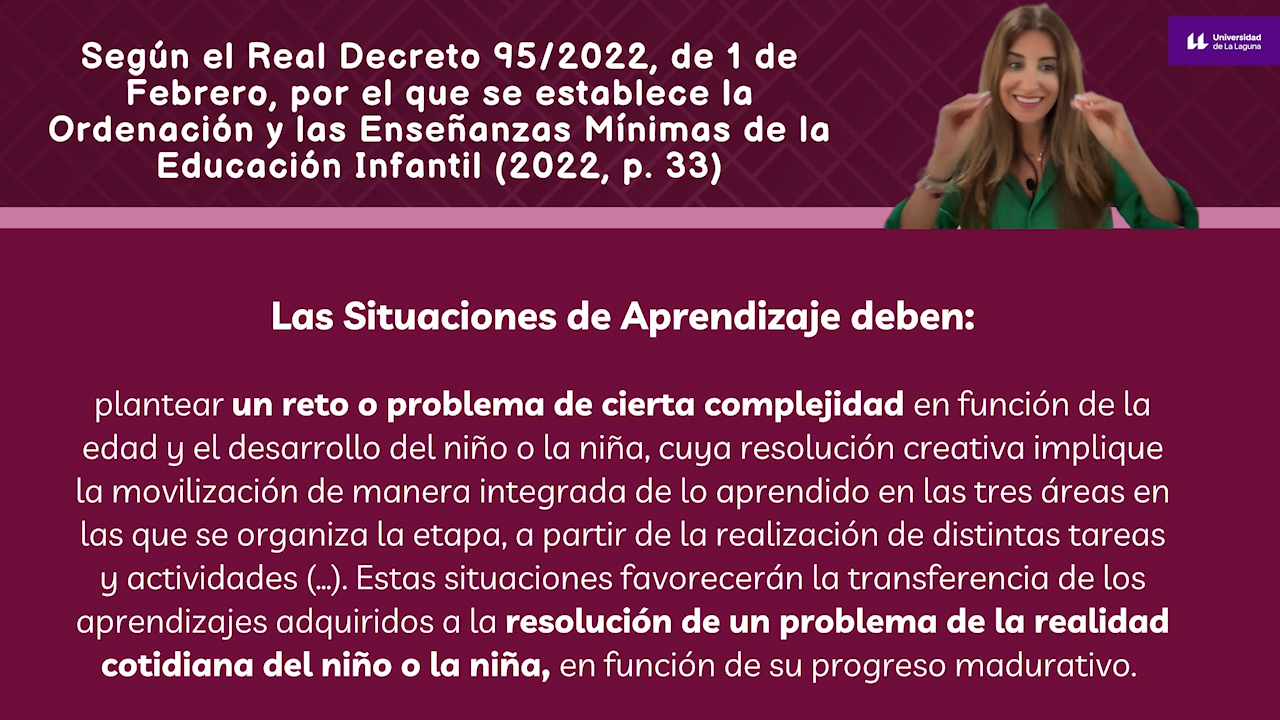 Según el Real Decreto 95/2022, de 1 de
Febrero, por el que se establece la
Ordenación y las Enseñanzas Mínimas de la
Educación Infantil (2022, p. 33)
Universidad
de La Laguna
Las Situaciones de Aprendizaje deben:
plantear un reto o problema de cierta complejidad en función de la
edad y el desarrollo del niño o la niña, cuya resolución creativa implique
la movilización de manera integrada de lo aprendido en las tres áreas en
las que se organiza la etapa, a partir de la realización de distintas tareas
y actividades (...). Estas situaciones favorecerán la transferencia de los
aprendizajes adquiridos a la resolución de un problema de la realidad
cotidiana del niño o la niña, en función de su progreso madurativo.